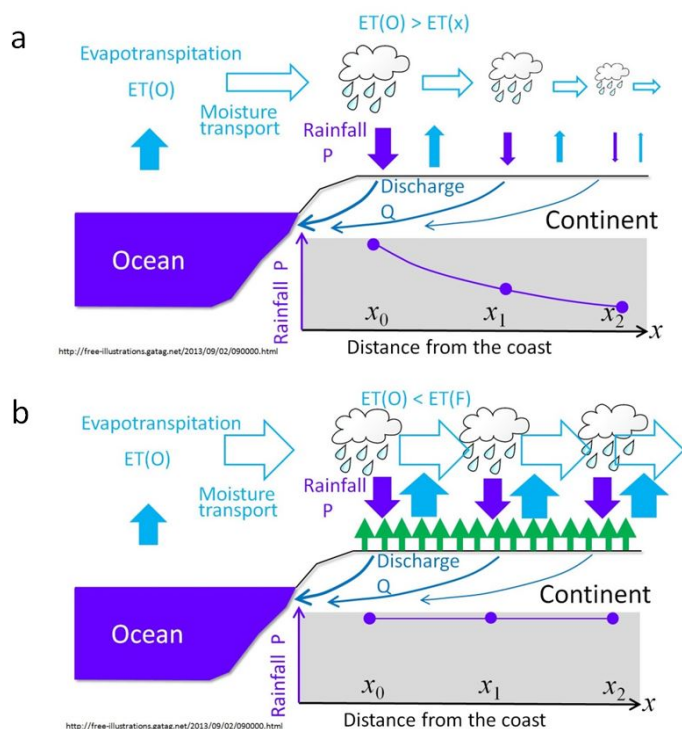 a
ET(O) > ET(x)
Evapotranspitation
ET(O)
Moisture
transport
Rainfall
P
Discharge
Q
Continent
Ocean
Rainfall P
x₀
x₁
x₂
x
Distance from the coast
http://free-illustrations.gatag.net/2013/09/02/090000.html
b
ET(O) < ET(F)
Evapotranspitation
ET(O)
Moisture
transport
Rainfall
P
Discharge
Q
Continent
Ocean
Rainfall P
x₀
x₁
x₂
x
Distance from the coast
http://free-illustrations.gatag.net/2013/09/02/090000.html